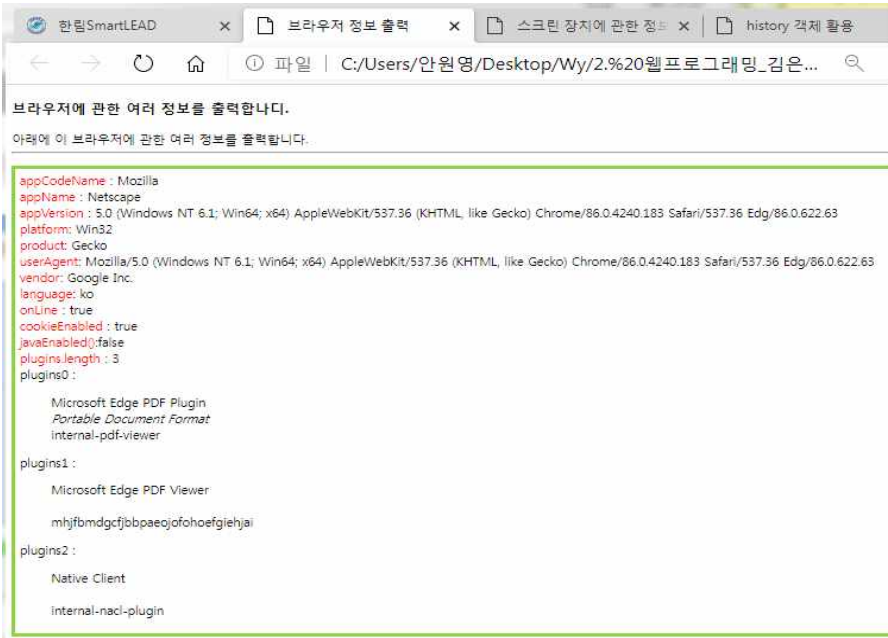 한림SmartLEAD
브라우저 정보 출력
스크린 장치에 관한 정보
history 객체 활용
파일 | C:/Users/안원영/Desktop/Wy/2.%20웹프로그래밍_김은...
브라우저에 관한 여러 정보를 출력합나디.
아래에 이 브라우저에 관한 여러 정보를 출력합니다.
appCodeName : Mozilla
appName : Netscape
appVersion : 5.0 (Windows NT 6.1; Win64; x64) AppleWebKit/537.36 (KHTML, like Gecko) Chrome/86.0.4240.183 Safari/537.36 Edg/86.0.622.63
platform: Win32
product: Gecko
userAgent: Mozilla/5.0 (Windows NT 6.1; Win64; x64) AppleWebKit/537.36 (KHTML, like Gecko) Chrome/86.0.4240.183 Safari/537.36 Edg/86.0.622.63
vendor: Google Inc.
language: ko
onLine : true
cookieEnabled : true
javaEnabled():false
plugins.length : 3
plugins0 :
Microsoft Edge PDF Plugin
Portable Document Format
internal-pdf-viewer
plugins1 :
Microsoft Edge PDF Viewer
mhjfbmdgcfjbbpaeojofohoefgiehjai
plugins2 :
Native Client
internal-nacl-plugin